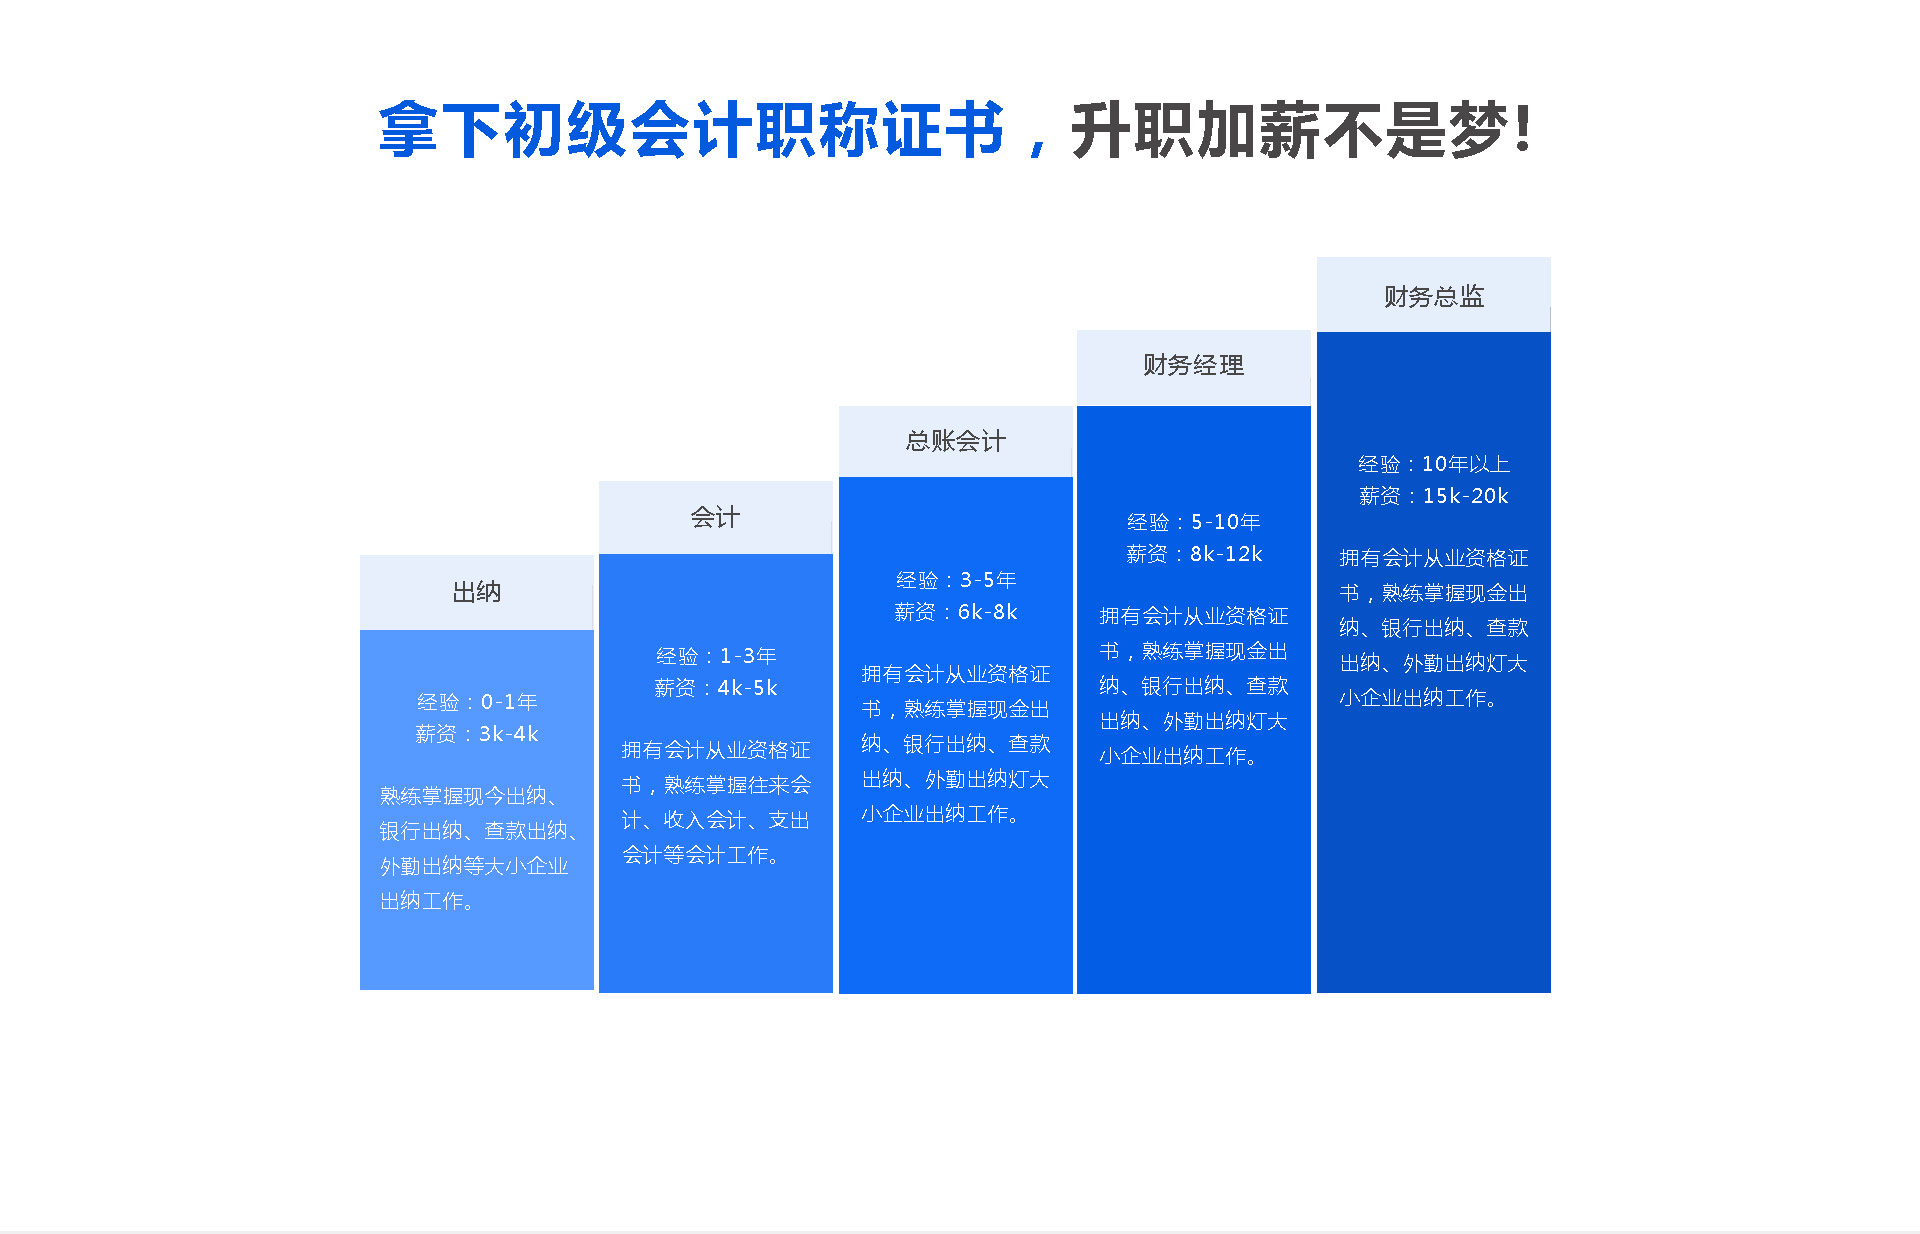 拿下初级会计职称证书，升职加薪不是梦!
出纳
经验：0-1年
薪资：3k-4k
熟练掌握现今出纳、
银行出纳、查款出纳、
外勤出纳等大小企业
出纳工作。
会计
经验：1-3年
薪资：4k-5k
拥有会计从业资格证
书，熟练掌握往来会
计、收入会计、支出
会计等会计工作。
总账会计
经验：3-5年
薪资：6k-8k
拥有会计从业资格证
书，熟练掌握现金出
纳、银行出纳、查款
出纳、外勤出纳灯大
小企业出纳工作。
财务经理
经验：5-10年
薪资：8k-12k
拥有会计从业资格证
书，熟练掌握现金出
纳、银行出纳、查款
出纳、外勤出纳灯大
小企业出纳工作。
财务总监
经验：10年以上
薪资：15k-20k
拥有会计从业资格证
书，熟练掌握现金出
纳、银行出纳、查款
出纳、外勤出纳灯大
小企业出纳工作。